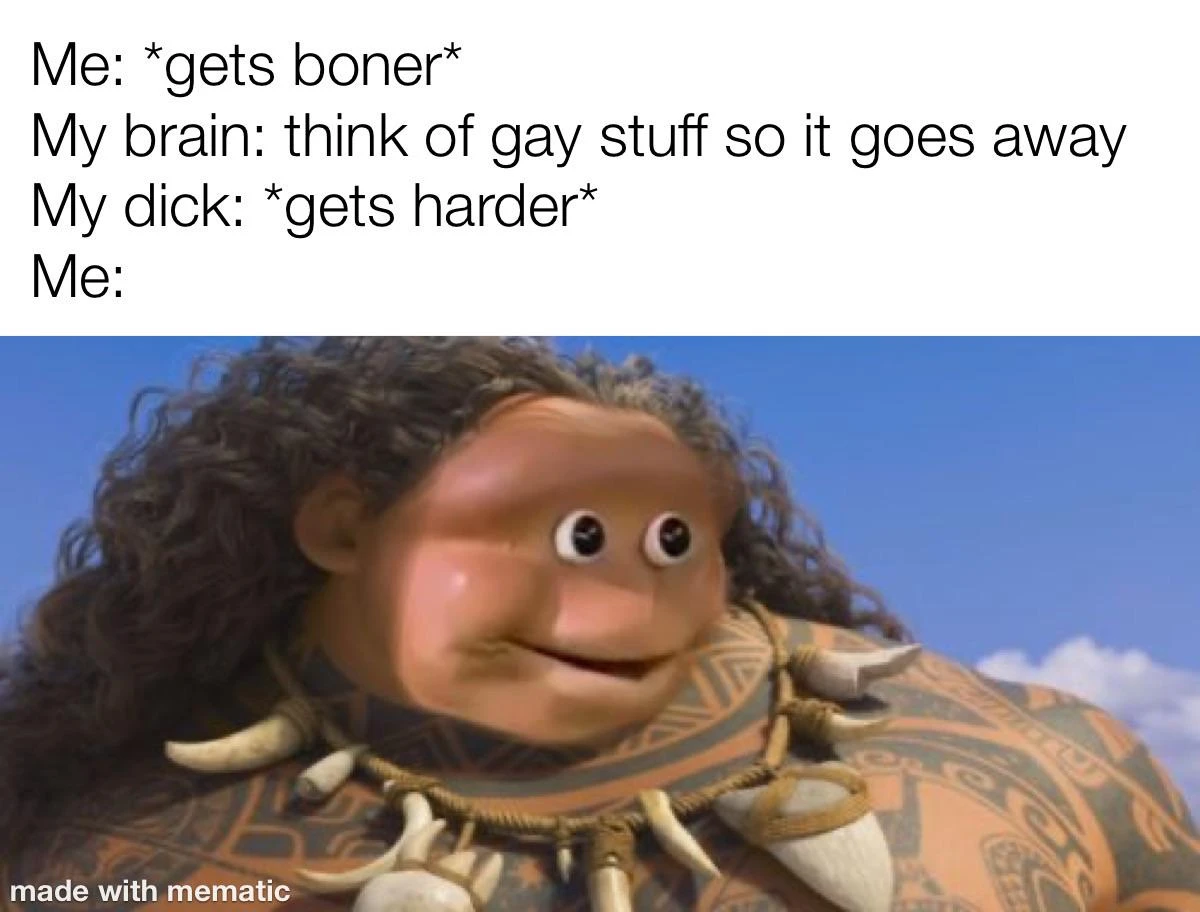 Me: *gets boner*
My brain: think of gay stuff so it goes away
My dick: *gets harder*
Me:
made with mematic